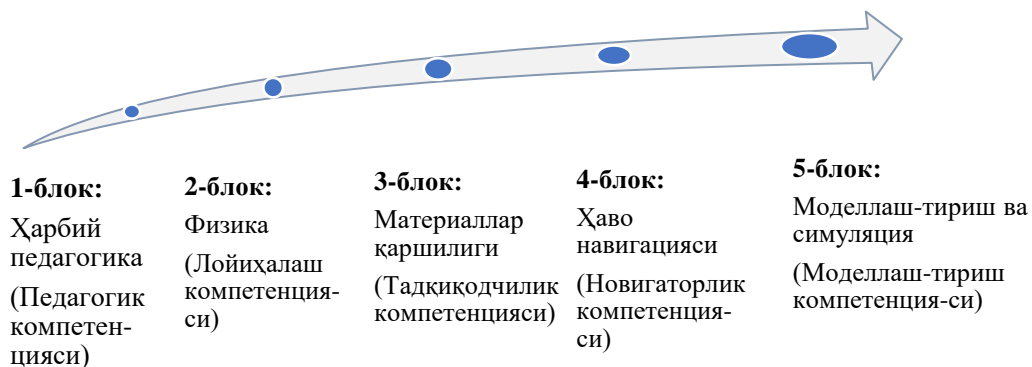 1-блок:
Ҳарбий
педагогика
(Педагогик
компетен-
цияси)
2-блок:
Физика
(Лойиҳалаш
компетенция-
си)
3-блок:
Материаллар
қаршилиги
(Тадқиқодчилик
компетенцияси)
4-блок:
Ҳаво
навигацияси
(Новигаторлик
компетенция-
си)
5-блок:
Моделлаш-тириш ва
симуляция
(Моделлаш-тириш
компетенция-си)